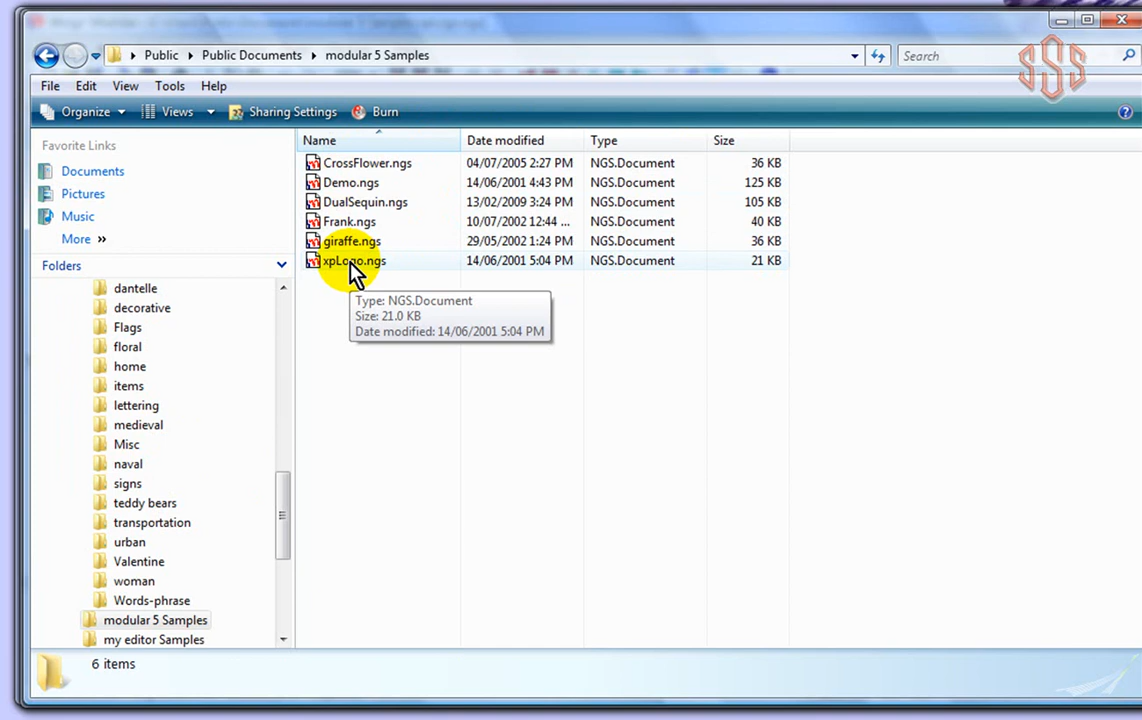 Public Public Documents modular 5 Samples
Search
SSS
File Edit View Tools Help
Organize Views Sharing Settings Burn
Favorite Links
Documents
Pictures
Music
More »
Folders
dantelle
decorative
Flags
floral
home
items
lettering
medieval
Misc
naval
signs
teddy bears
transportation
urban
Valentine
woman
Words-phrase
modular 5 Samples
my editor Samples
Name Date modified Type Size
CrossFlower.ngs 04/07/2005 2:27 PM NGS.Document 36 KB
Demo.ngs 14/06/2001 4:43 PM NGS.Document 125 KB
DualSequin.ngs 13/02/2009 3:24 PM NGS.Document 105 KB
Frank.ngs 10/07/2002 12:44 ... NGS.Document 40 KB
giraffe.ngs 29/05/2002 1:24 PM NGS.Document 36 KB
xpLogo.ngs 14/06/2001 5:04 PM NGS.Document 21 KB
Type: NGS.Document
Size: 21.0 KB
Date modified: 14/06/2001 5:04 PM
6 items